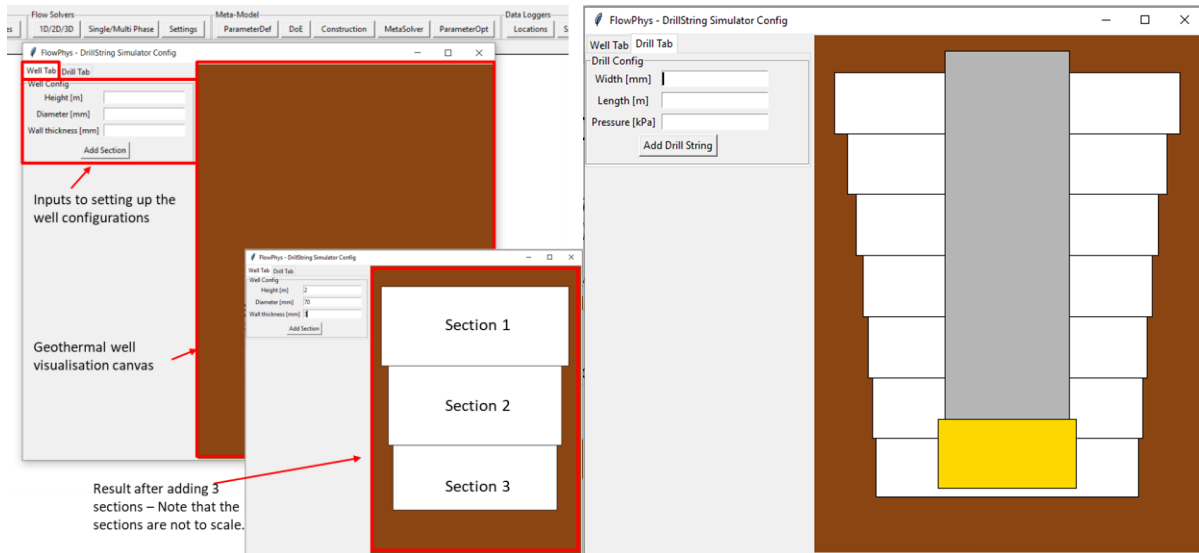 Flow Solvers
Meta-Model
Data Loggers
1D/2D/3D Single/Multi Phase Settings ParameterDef DoE Construction MetaSolver ParameterOpt Locations
FlowPhys - DrillString Simulator Config
Well Tab Drill Tab
Well Config
Height [m]
Diameter [mm]
Wall thickness [mm]
Add Section
Inputs to setting up the
well configurations
Geothermal well
visualisation canvas
FlowPhys - DrillString Simulator Config
Well Tab Drill Tab
Well Config
Height [m] 2
Diameter [mm] 70
Wall thickness [mm] 3
Add Section
Section 1
Section 2
Section 3
Result after adding 3
sections – Note that the
sections are not to scale.
FlowPhys - DrillString Simulator Config
Well Tab Drill Tab
Drill Config
Width [mm]
Length [m]
Pressure [kPa]
Add Drill String